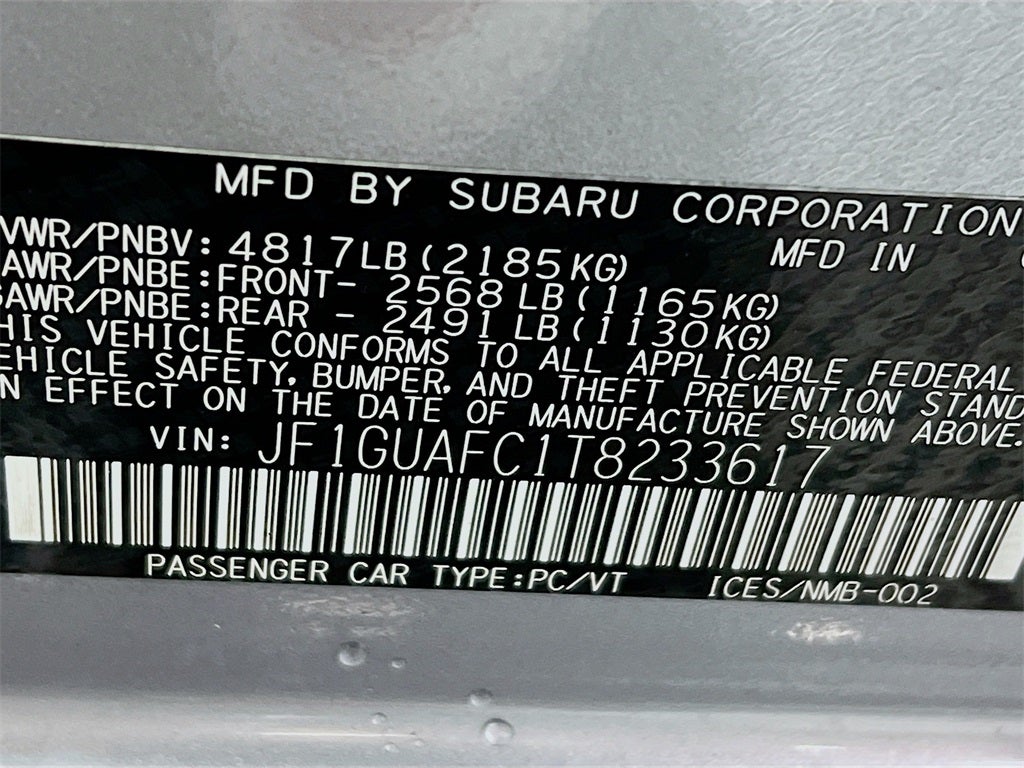 MFD BY SUBARU CORPORATION
VWR/PNBV: 4817LB(2185KG) MFD IN
AWR/PNBE:FRONT- 2568LB(1165KG)
AWR/PNBE:REAR - 2491LB(1130KG)
HIS VEHICLE CONFORMS TO ALL APPLICABLE FEDERAL
EHICLE SAFETY, BUMPER, AND THEFT PREVENTION STAND
N EFFECT ON THE DATE OF MANUFACTURE SHOWN ABOVE.
VIN: JF1GUAFC1T8233617
PASSENGER CAR TYPE:PC/VT ICES/NMB-002